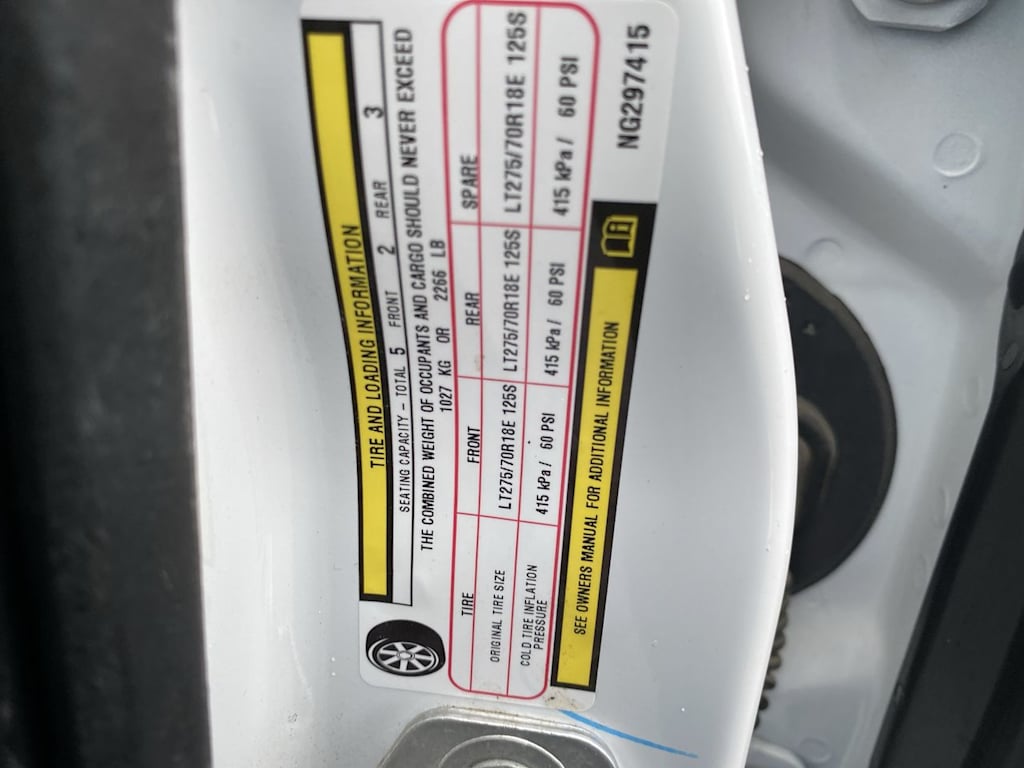 TIRE AND LOADING INFORMATION
SEATING CAPACITY – TOTAL 5 FRONT 2 REAR 3
THE COMBINED WEIGHT OF OCCUPANTS AND CARGO SHOULD NEVER EXCEED
1027 KG OR 2266 LB
TIRE FRONT REAR SPARE
ORIGINAL TIRE SIZE LT275/70R18E 125S LT275/70R18E 125S LT275/70R18E 125S
COLD TIRE INFLATION PRESSURE 415 kPa/ 60 PSI 415 kPa/ 60 PSI 415 kPa/ 60 PSI
SEE OWNERS MANUAL FOR ADDITIONAL INFORMATION
NG297415